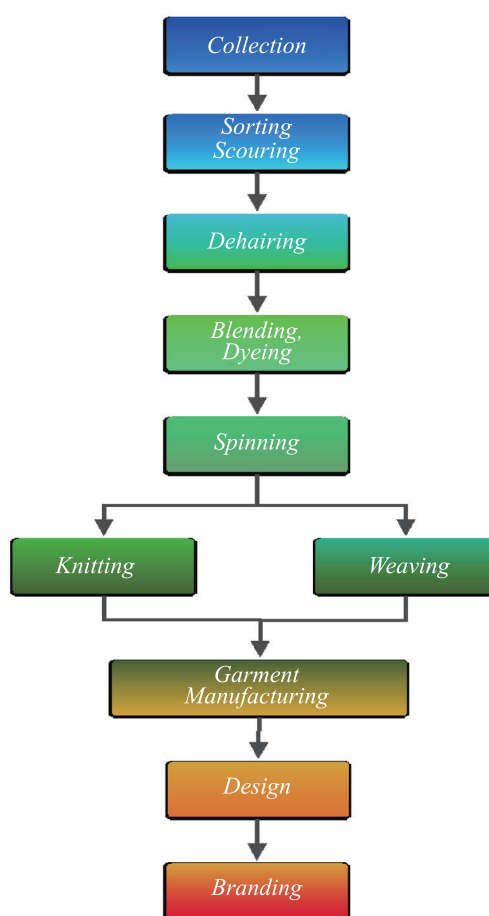 Collection
Sorting
Scouring
Dehairing
Blending,
Dyeing
Spinning
Knitting
Weaving
Garment
Manufacturing
Design
Branding